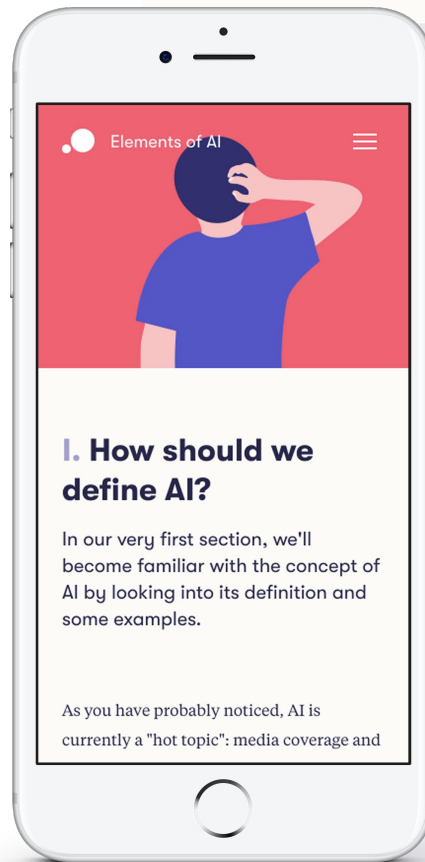 Elements of AI
I. How should we
define AI?
In our very first section, we'll
become familiar with the concept of
AI by looking into its definition and
some examples.
As you have probably noticed, AI is
currently a "hot topic": media coverage and